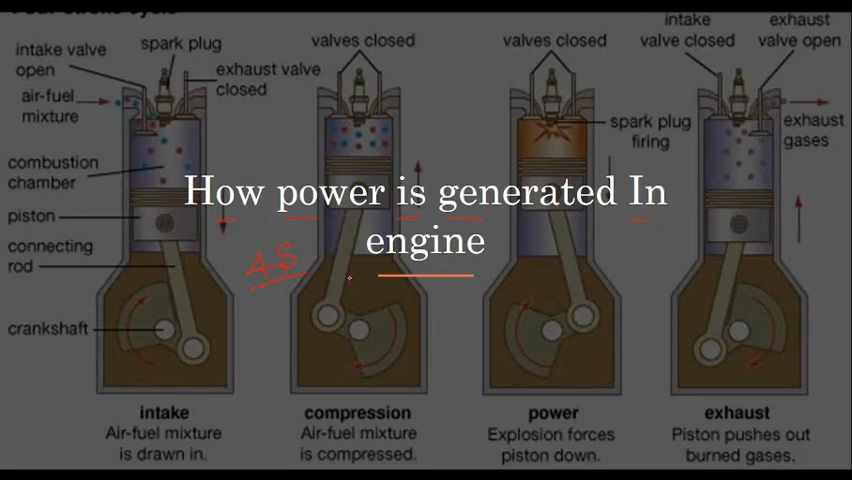 spark plug
intake valve
open
exhaust valve
closed
air-fuel
mixture
combustion
chamber
piston
connecting
rod
crankshaft
valves closed
valves closed
spark plug
firing
intake
valve closed
exhaust
valve open
exhaust
gases
How power is generated In
engine
intake
Air-fuel mixture
is drawn in.
compression
Air-fuel mixture
is compressed.
power
Explosion forces
piston down.
exhaust
Piston pushes out
burned gases.